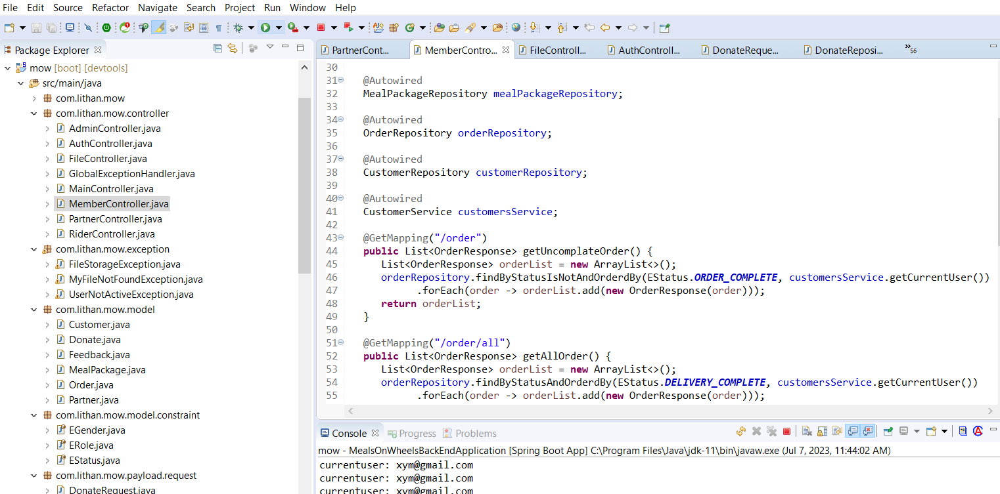 File Edit Source Refactor Navigate Search Project Run Window Help
Package Explorer
mow [boot] [devtools]
src/main/java
com.lithan.mow
com.lithan.mow.controller
AdminController.java
AuthController.java
FileController.java
GlobalExceptionHandler.java
MainController.java
MemberController.java
PartnerController.java
RiderController.java
com.lithan.mow.exception
FileStorageException.java
MyFileNotFoundException.java
UserNotActiveException.java
com.lithan.mow.model
Customer.java
Donate.java
Feedback.java
MealPackage.java
Order.java
Partner.java
com.lithan.mow.model.constraint
EGender.java
ERole.java
EStatus.java
com.lithan.mow.payload.request
DonateRequest.java
PartnerCont... MemberContro... FileControll... AuthControll... DonateReque... DonateReposi... »56
30
31 @Autowired
32 MealPackageRepository mealPackageRepository;
33
34 @Autowired
35 OrderRepository orderRepository;
36
37 @Autowired
38 CustomerRepository customerRepository;
39
40 @Autowired
41 CustomerService customersService;
42
43 @GetMapping("/order")
44 public List<OrderResponse> getUncomplateOrder() {
45 List<OrderResponse> orderList = new ArrayList<>();
46 orderRepository.findByStatusIsNotAndOrderdBy(EStatus.ORDER_COMPLETE, customersService.getCurrentUser())
47 .forEach(order -> orderList.add(new OrderResponse(order)));
48 return orderList;
49 }
50
51 @GetMapping("/order/all")
52 public List<OrderResponse> getAllOrder() {
53 List<OrderResponse> orderList = new ArrayList<>();
54 orderRepository.findByStatusAndOrderdBy(EStatus.DELIVERY_COMPLETE, customersService.getCurrentUser())
55 .forEach(order -> orderList.add(new OrderResponse(order)));
Console Progress Problems
mow - MealsOnWheelsBackEndApplication [Spring Boot App] C:\Program Files\Java\jdk-11\bin\javaw.exe (Jul 7, 2023, 11:44:02 AM)
currentuser: xym@gmail.com
currentuser: xym@gmail.com
currentuser: xym@gmail.com